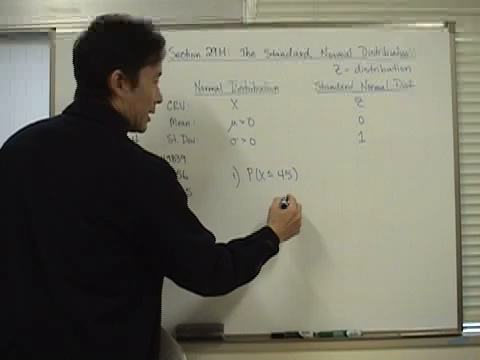 Section 29H: The Standard Normal Distribution
Z = distribution
Normal Distribution Standard Normal Dist
CRV: X Z
Mean: μ > 0 0
St. Dev: σ > 0 1
1) P(X ≤ 45)